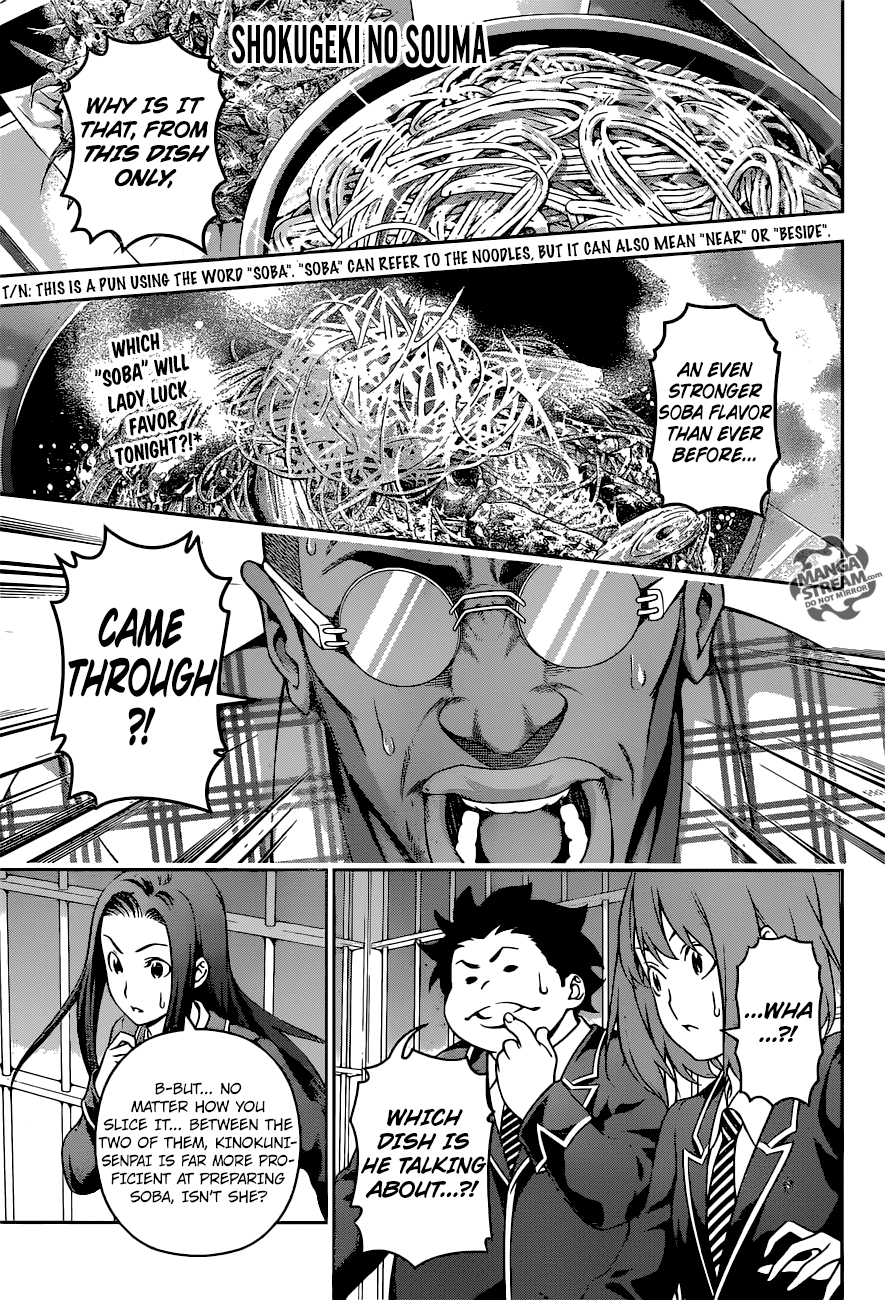 SHOKUGEKI NO SOUMA
WHY IS IT
THAT, FROM
THIS DISH
ONLY,
T/N: THIS IS A PUN USING THE WORD "SOBA". "SOBA" CAN REFER TO THE NOODLES, BUT IT CAN ALSO MEAN "NEAR" OR "BESIDE".
AN EVEN
STRONGER
SOBA FLAVOR
THAN EVER
BEFORE...
WHICH
"SOBA" WILL
LADY LUCK
FAVOR
TONIGHT?!*
MANGA
STREAM.com
DO NOT MIRROR
CAME
THROUGH
?!
...WHA
...?!
WHICH
DISH IS
HE TALKING
ABOUT...?!
B-BUT... NO
MATTER HOW YOU
SLICE IT... BETWEEN THE
TWO OF THEM, KINOKUNI-
SENPAI IS FAR MORE PRO-
FICIENT AT PREPARING
SOBA, ISN'T SHE?